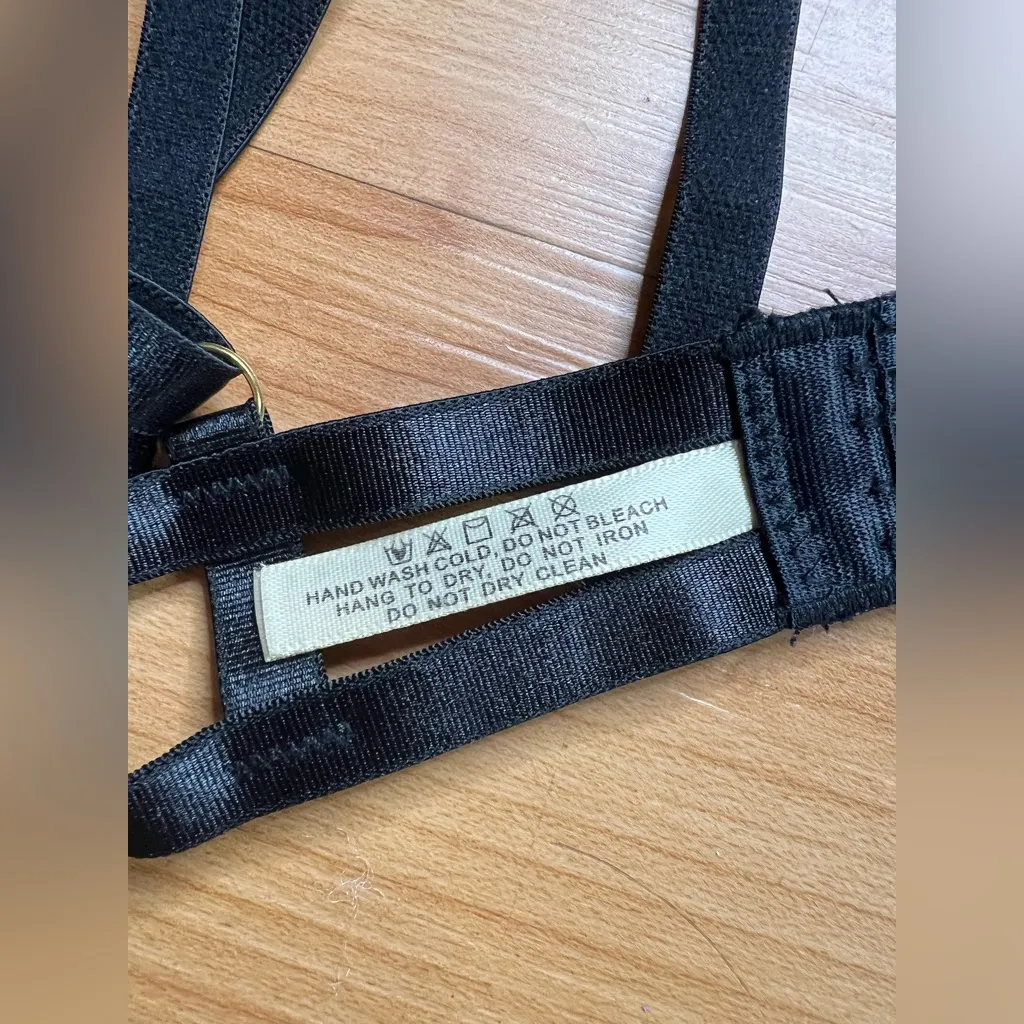 HAND WASH COLD, DO NOT BLEACH
HANG TO DRY, DO NOT IRON
DO NOT DRY CLEAN